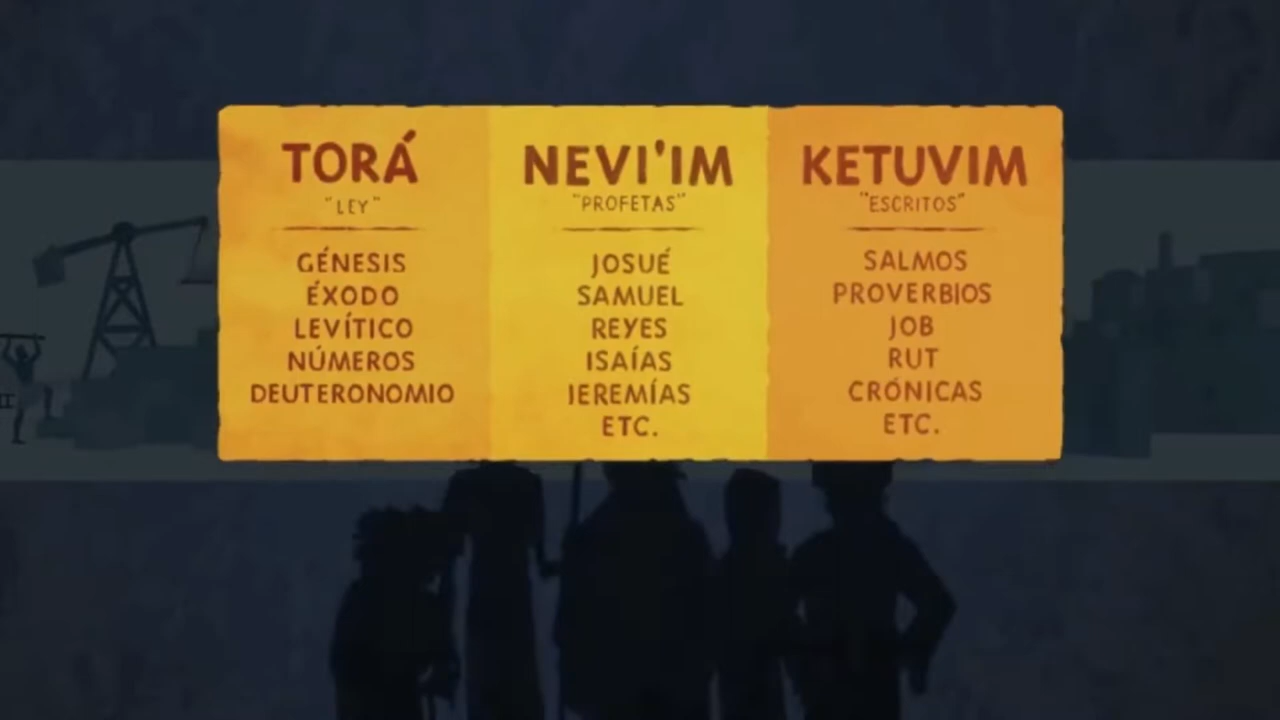 TORÁ
"LEY"
GÉNESIS
ÉXODO
LEVÍTICO
NÚMEROS
DEUTERONOMIO
NEVI'IM
"PROFETAS"
JOSUÉ
SAMUEL
REYES
ISAÍAS
JEREMÍAS
ETC.
KETUVIM
"ESCRITOS"
SALMOS
PROVERBIOS
JOB
RUT
CRÓNICAS
ETC.